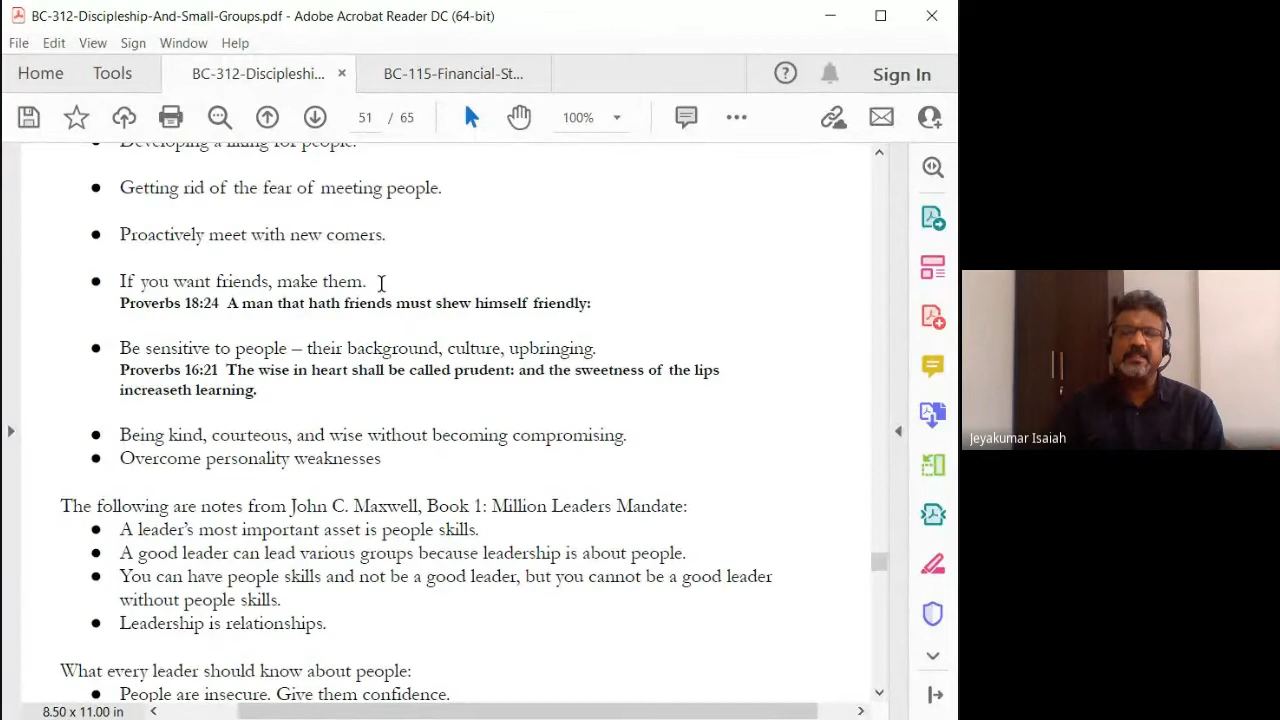 BC-312-Discipleship-And-Small-Groups.pdf - Adobe Acrobat Reader DC (64-bit)
File Edit View Sign Window Help
Home Tools BC-312-Discipleshi... × BC-115-Financial-St... Sign In
51 / 65 100%
Developing a liking for people.
● Getting rid of the fear of meeting people.
● Proactively meet with new comers.
● If you want friends, make them.
Proverbs 18:24 A man that hath friends must shew himself friendly:
● Be sensitive to people – their background, culture, upbringing.
Proverbs 16:21 The wise in heart shall be called prudent: and the sweetness of the lips
increaseth learning.
● Being kind, courteous, and wise without becoming compromising.
● Overcome personality weaknesses
The following are notes from John C. Maxwell, Book 1: Million Leaders Mandate:
● A leader’s most important asset is people skills.
● A good leader can lead various groups because leadership is about people.
● You can have people skills and not be a good leader, but you cannot be a good leader
without people skills.
● Leadership is relationships.
What every leader should know about people:
● People are insecure. Give them confidence.
8.50 x 11.00 in
Jeyakumar Isaiah